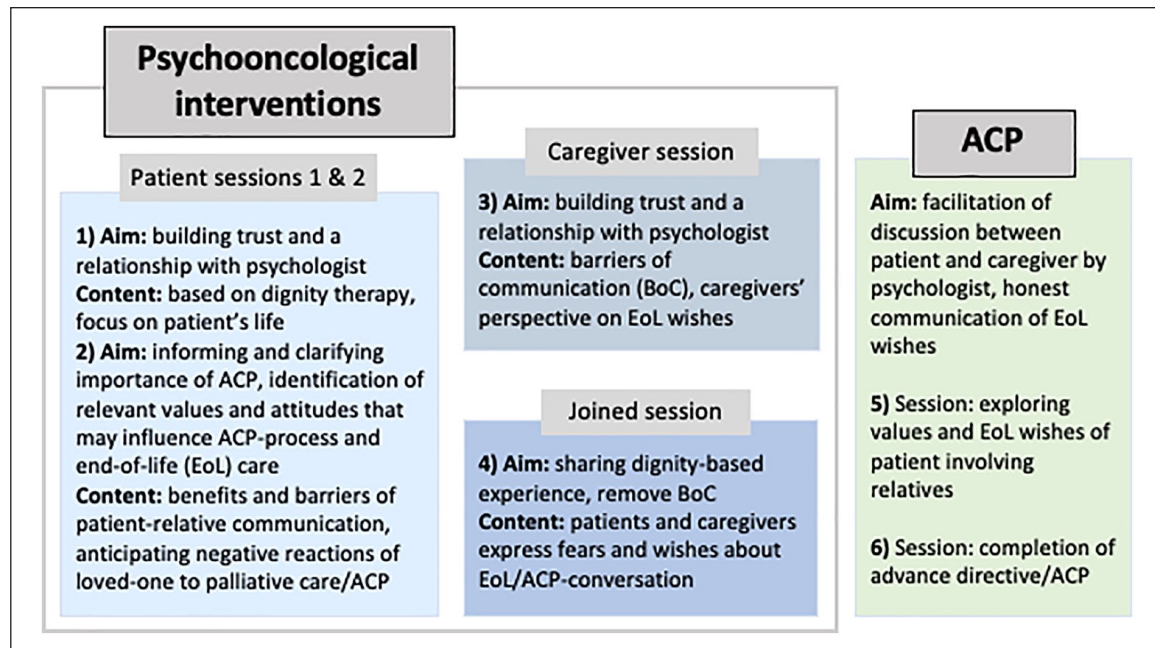 Psychooncological
interventions
Patient sessions 1 & 2
1) Aim: building trust and a
relationship with psychologist
Content: based on dignity therapy,
focus on patient's life
2) Aim: informing and clarifying
importance of ACP, identification of
relevant values and attitudes that
may influence ACP-process and
end-of-life (EoL) care
Content: benefits and barriers of
patient-relative communication,
anticipating negative reactions of
loved-one to palliative care/ACP
Caregiver session
3) Aim: building trust and a
relationship with psychologist
Content: barriers of
communication (BoC), caregivers'
perspective on EoL wishes
Joined session
4) Aim: sharing dignity-based
experience, remove BoC
Content: patients and caregivers
express fears and wishes about
EoL/ACP-conversation
ACP
Aim: facilitation of
discussion between
patient and caregiver by
psychologist, honest
communication of EoL
wishes
5) Session: exploring
values and EoL wishes of
patient involving
relatives
6) Session: completion of
advance directive/ACP